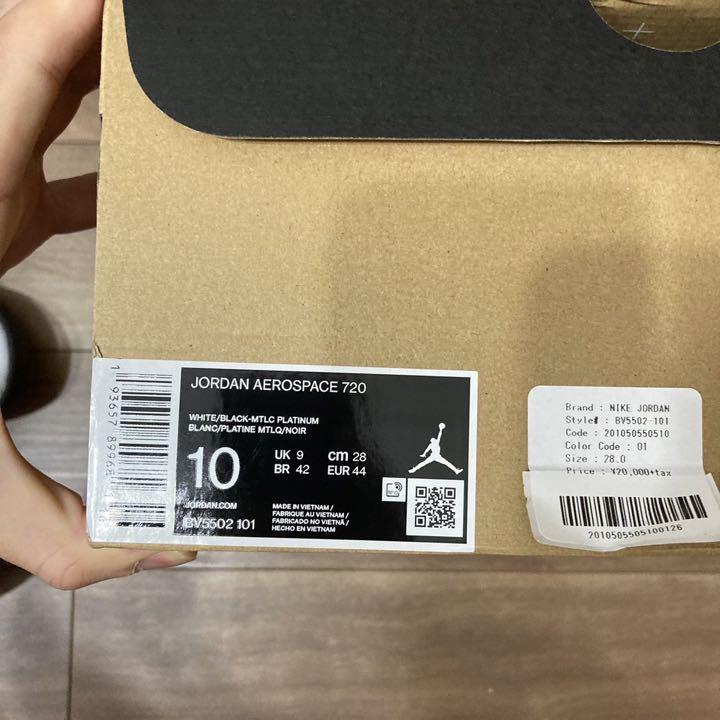 JORDAN AEROSPACE 720
WHITE/BLACK-MTLC PLATINUM
BLANC/PLATINE MTLQ/NOIR
10
UK 9 cm 28
BR 42 EUR 44
JORDAN.COM
BV5502 101
MADE IN VIETNAM/
FABRIQUE AU VIETNAM/
FABRICADO NO VIETNÃ/
HECHO EN VIETNAM
Brand : NIKE JORDAN
Style# : BV5502-101
Code : 201050550510
Color Code : 01
Size : 28.0
Price : ¥20,000+tax
2010505505100126